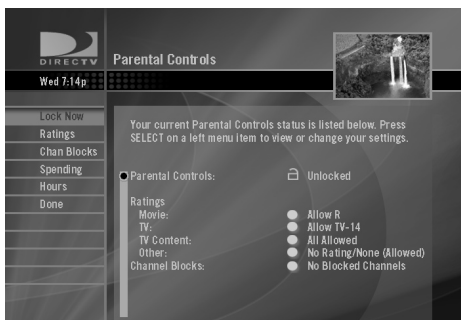 DIRECTV
Parental Controls
Wed 7:14p
Lock Now
Ratings
Chan Blocks
Spending
Hours
Done
Your current Parental Controls status is listed below. Press
SELECT on a left menu item to view or change your settings.
Parental Controls: Unlocked
Ratings
Movie: Allow R
TV: Allow TV-14
TV Content: All Allowed
Other: No Rating/None (Allowed)
Channel Blocks: No Blocked Channels